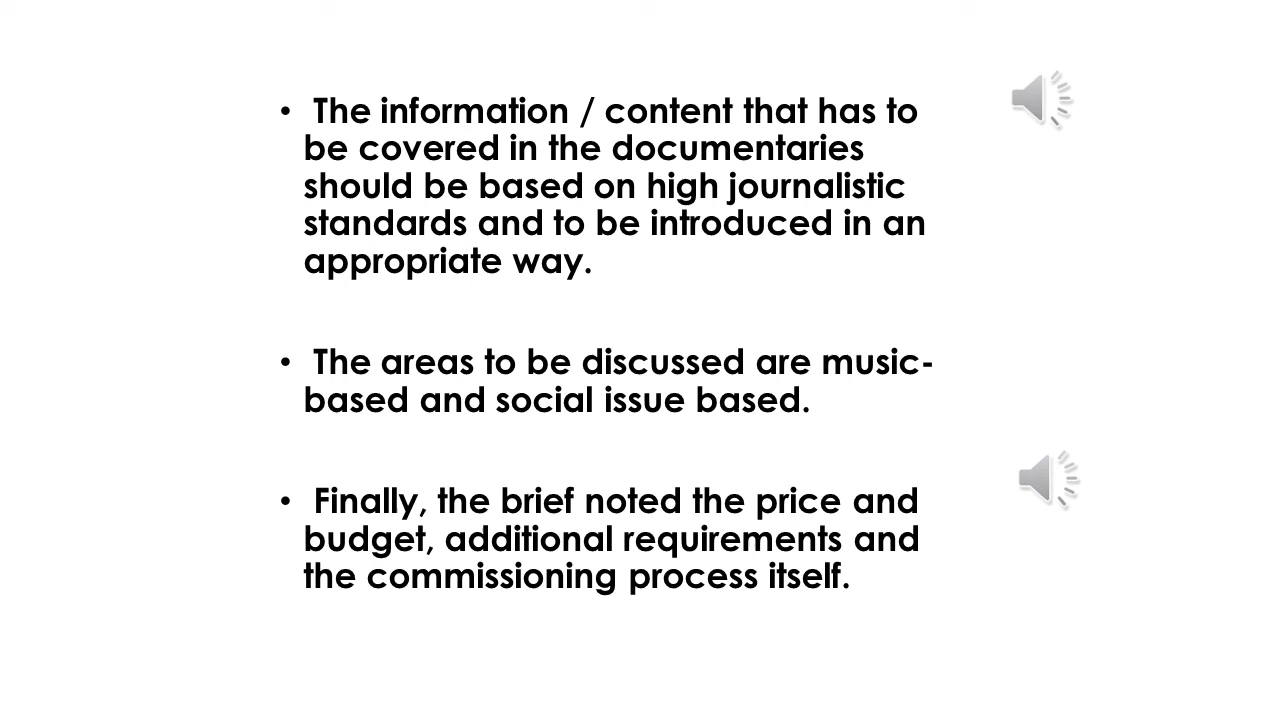 • The information / content that has to
be covered in the documentaries
should be based on high journalistic
standards and to be introduced in an
appropriate way.
• The areas to be discussed are music-
based and social issue based.
• Finally, the brief noted the price and
budget, additional requirements and
the commissioning process itself.